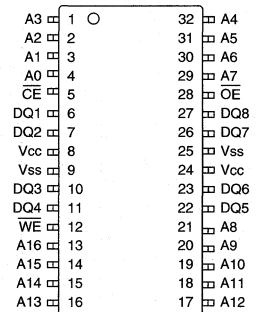 A3 1 32 A4
A2 2 31 A5
A1 3 30 A6
A0 4 29 A7
C̅E̅ 5 28 O̅E̅
DQ1 6 27 DQ8
DQ2 7 26 DQ7
Vcc 8 25 Vss
Vss 9 24 Vcc
DQ3 10 23 DQ6
DQ4 11 22 DQ5
W̅E̅ 12 21 A8
A16 13 20 A9
A15 14 19 A10
A14 15 18 A11
A13 16 17 A12